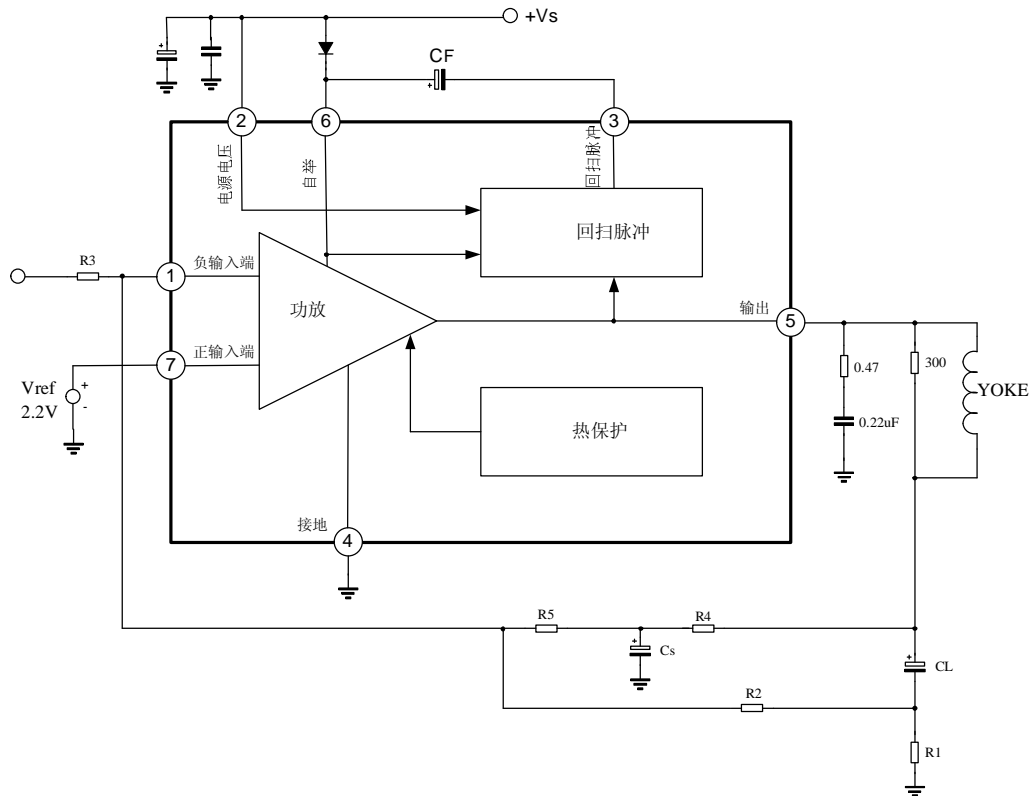 +Vs
CF
2
6
3
电源电压
自举
回扫脉冲
回扫脉冲
R3
1
负输入端
功放
输出
5
7
正输入端
Vref
2.2V
+
-
0.47
300
YOKE
0.22uF
热保护
接地
4
R5
R4
+
Cs
+
CL
R2
R1
+
+